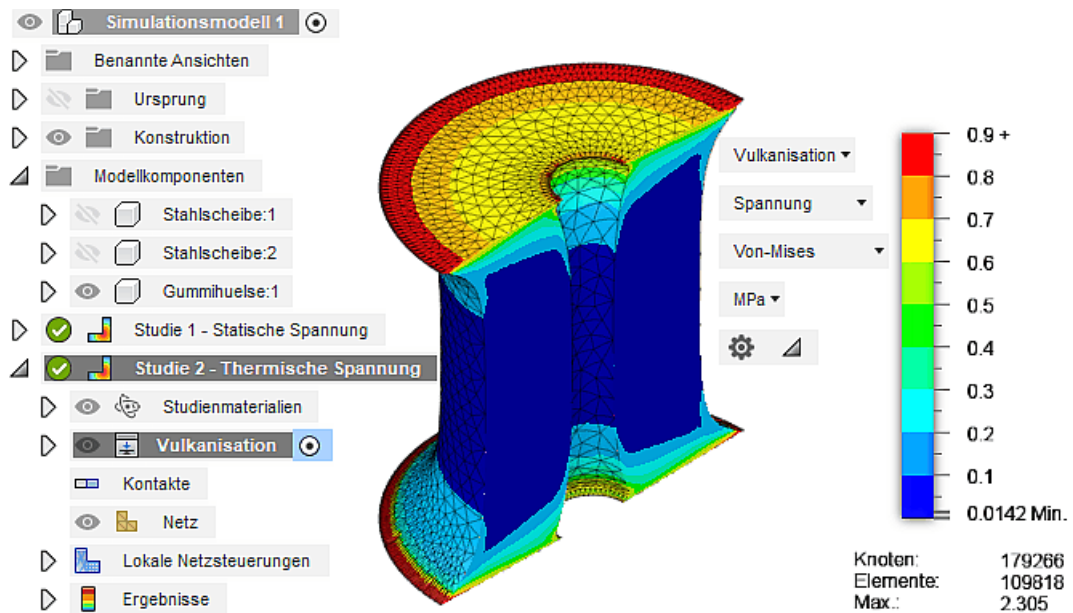 Simulationsmodell 1
Benannte Ansichten
Ursprung
Konstruktion
Modellkomponenten
Stahlscheibe:1
Stahlscheibe:2
Gummihuelse:1
Studie 1 - Statische Spannung
Studie 2 - Thermische Spannung
Studienmaterialien
Vulkanisation
Kontakte
Netz
Lokale Netzsteuerungen
Ergebnisse
Vulkanisation
Spannung
Von-Mises
MPa
0.9 +
0.8
0.7
0.6
0.5
0.4
0.3
0.2
0.1
0.0142 Min.
Knoten: 179266
Elemente: 109818
Max.: 2.305